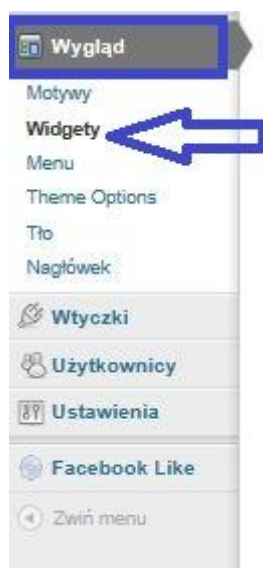 Wygląd
Motywy
Widgety
Menu
Theme Options
Tło
Nagłówek
Wtyczki
Użytkownicy
Ustawienia
Facebook Like
Zwiń menu